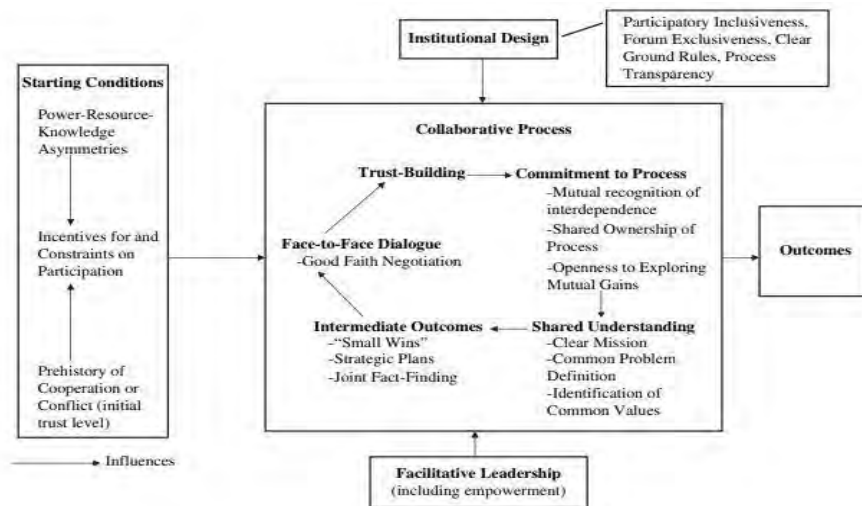 Institutional Design
Participatory Inclusiveness,
Forum Exclusiveness, Clear
Ground Rules, Process
Transparency
Starting Conditions
Power-Resource-
Knowledge
Asymmetries
Incentives for and
Constraints on
Participation
Prehistory of
Cooperation or
Conflict (initial
trust level)
Influences
Collaborative Process
Trust-Building
Commitment to Process
-Mutual recognition of
interdependence
-Shared Ownership of
Process
-Openness to Exploring
Mutual Gains
Face-to-Face Dialogue
-Good Faith Negotiation
Intermediate Outcomes
-“Small Wins”
-Strategic Plans
-Joint Fact-Finding
Shared Understanding
-Clear Mission
-Common Problem
Definition
-Identification of
Common Values
Outcomes
Facilitative Leadership
(including empowerment)